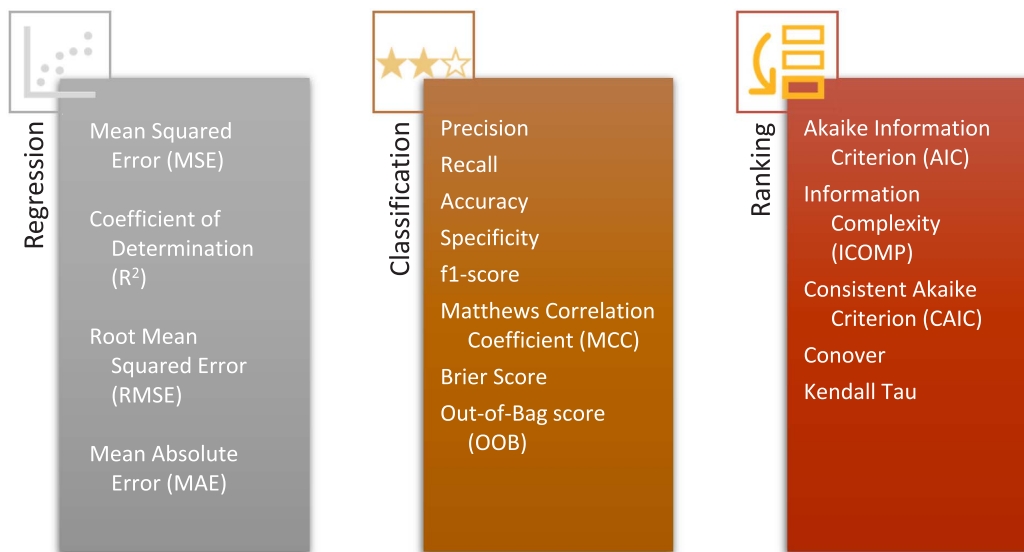 Regression
Mean Squared
Error (MSE)
Coefficient of
Determination
(R²)
Root Mean
Squared Error
(RMSE)
Mean Absolute
Error (MAE)
Classification
Precision
Recall
Accuracy
Specificity
f1-score
Matthews Correlation
Coefficient (MCC)
Brier Score
Out-of-Bag score
(OOB)
Ranking
Akaike Information
Criterion (AIC)
Information
Complexity
(ICOMP)
Consistent Akaike
Criterion (CAIC)
Conover
Kendall Tau